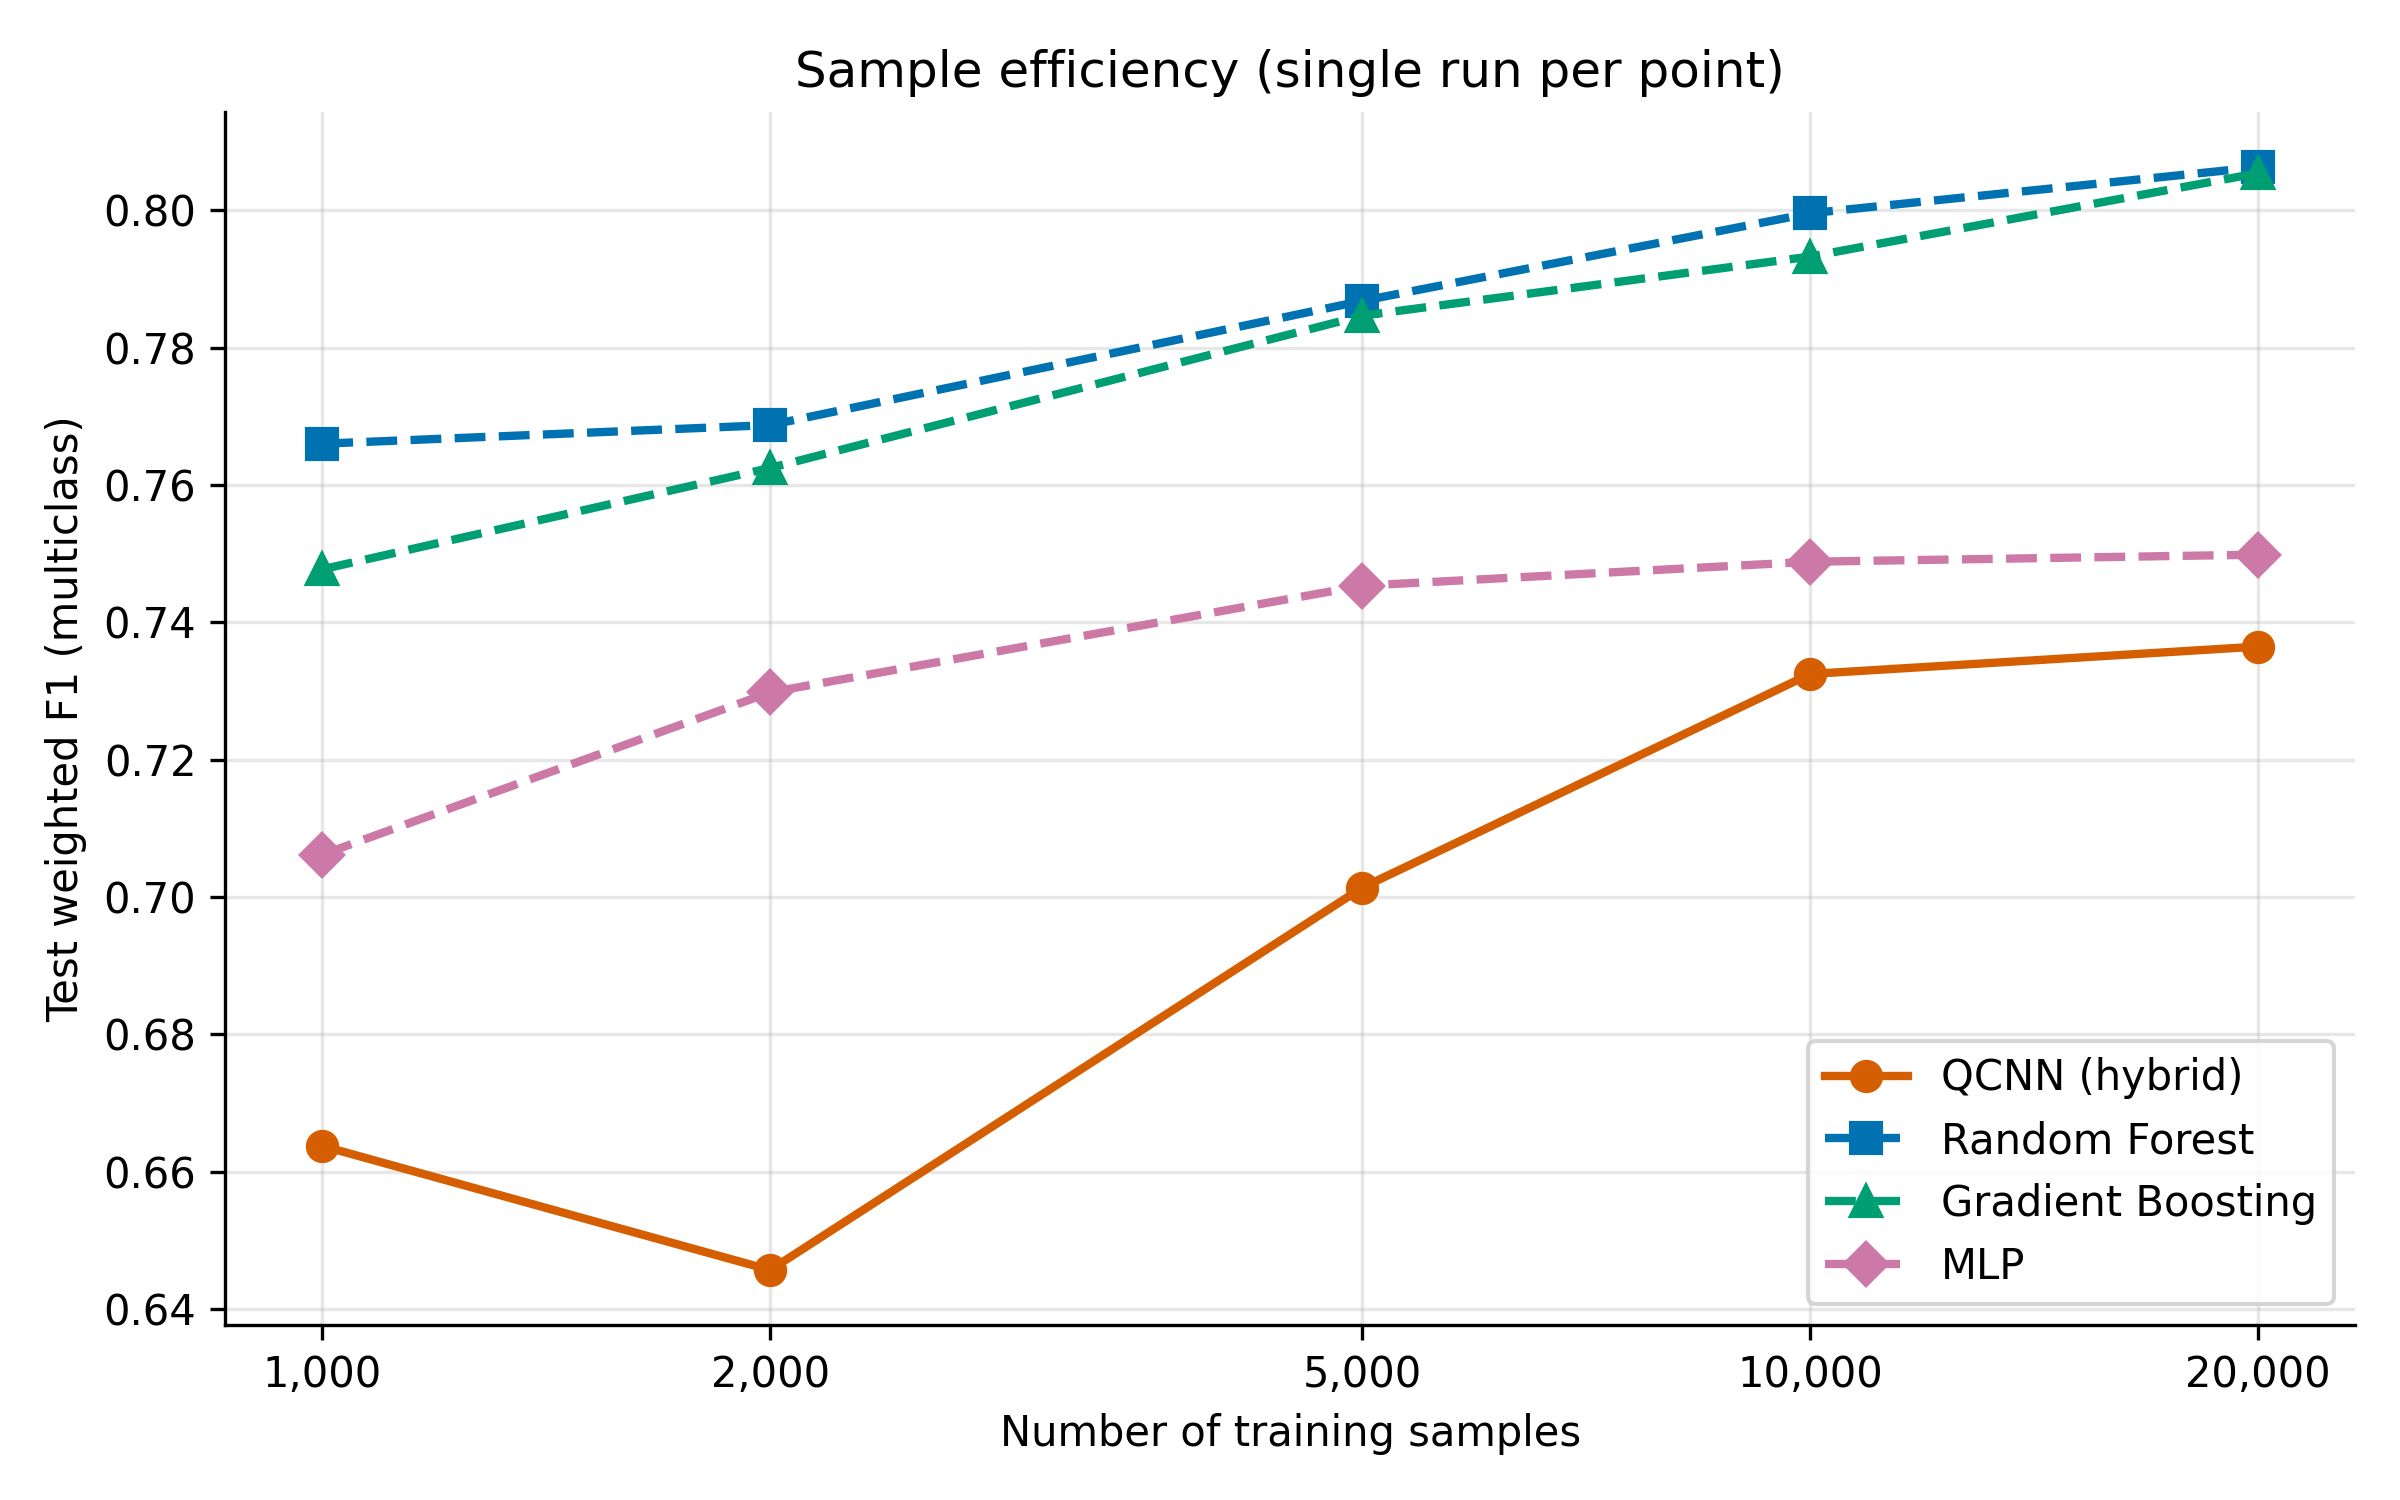 Sample efficiency (single run per point)
Test weighted F1 (multiclass)
0.80
0.78
0.76
0.74
0.72
0.70
0.68
0.66
0.64
QCNN (hybrid)
Random Forest
Gradient Boosting
MLP
1,000 2,000 5,000 10,000 20,000
Number of training samples